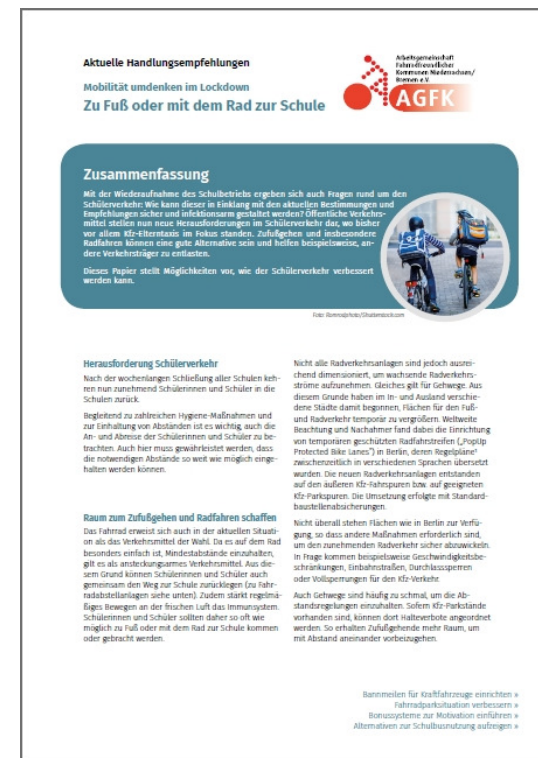 Aktuelle Handlungsempfehlungen
Mobilität umdenken im Lockdown
Zu Fuß oder mit dem Rad zur Schule
Arbeitsgemeinschaft
Fahrradfreundlicher
Kommunen Niedersachsen/
Bremen e.V.
AGFK
Zusammenfassung
Mit der Wiederaufnahme des Schulbetriebs ergeben sich auch Fragen rund um den
Schülerverkehr: Wie kann dieser in Einklang mit den aktuellen Bestimmungen und
Empfehlungen sicher und infektionsarm gestaltet werden? Öffentliche Verkehrs-
mittel stellen nun neue Herausforderungen im Schülerverkehr dar, wo bisher
vor allem Kfz-Elterntaxis im Fokus standen. Zufußgehen und insbesondere
Radfahren können eine gute Alternative sein und helfen beispielsweise, an-
dere Verkehrsträger zu entlasten.
Dieses Papier stellt Möglichkeiten vor, wie der Schülerverkehr verbessert
werden kann.
Foto: Romrodphoto/Shutterstock.com
Herausforderung Schülerverkehr
Nach der wochenlangen Schließung aller Schulen keh-
ren nun zunehmend Schülerinnen und Schüler in die
Schulen zurück.
Begleitend zu zahlreichen Hygiene-Maßnahmen und
zur Einhaltung von Abständen ist es wichtig, auch die
An- und Abreise der Schülerinnen und Schüler zu be-
trachten. Auch hier muss gewährleistet werden, dass
die notwendigen Abstände so weit wie möglich einge-
halten werden können.
Raum zum Zufußgehen und Radfahren schaffen
Das Fahrrad erweist sich auch in der aktuellen Situati-
on als das Verkehrsmittel der Wahl. Da es auf dem Rad
besonders einfach ist, Mindestabstände einzuhalten,
gilt es als ansteckungsarmes Verkehrsmittel. Aus die-
sem Grund können Schülerinnen und Schüler auch
gemeinsam den Weg zur Schule zurücklegen (zu Fahr-
radabstellanlagen siehe unten). Zudem stärkt regelmä-
ßiges Bewegen an der frischen Luft das Immunsystem.
Schülerinnen und Schüler sollten daher so oft wie
möglich zu Fuß oder mit dem Rad zur Schule kommen
oder gebracht werden.
Nicht alle Radverkehrsanlagen sind jedoch ausrei-
chend dimensioniert, um wachsende Radverkehrs-
ströme aufzunehmen. Gleiches gilt für Gehwege. Aus
diesem Grunde haben im In- und Ausland verschie-
dene Städte damit begonnen, Flächen für den Fuß-
und Radverkehr temporär zu vergrößern. Weltweite
Beachtung und Nachahmer fand dabei die Einrichtung
von temporären geschützten Radfahrstreifen („PopUp
Protected Bike Lanes") in Berlin, deren Regelpläne¹
zwischenzeitlich in verschiedenen Sprachen übersetzt
wurden. Die neuen Radverkehrsanlagen entstanden
auf den äußeren Kfz-Fahrspuren bzw. auf geeigneten
Kfz-Parkspuren. Die Umsetzung erfolgte mit Standard-
baustellenabsicherungen.
Nicht überall stehen Flächen wie in Berlin zur Verfü-
gung, so dass andere Maßnahmen erforderlich sind,
um den zunehmenden Radverkehr sicher abzuwickeln.
In Frage kommen beispielsweise Geschwindigkeitsbe-
schränkungen, Einbahnstraßen, Durchlasssperren
oder Vollsperrungen für den Kfz-Verkehr.
Auch Gehwege sind häufig zu schmal, um die Ab-
standsregelungen einzuhalten. Sofern Kfz-Parkstände
vorhanden sind, können dort Halteverbote angeordnet
werden. So erhalten Zufußgehende mehr Raum, um
mit Abstand aneinander vorbeizugehen.
Bannmeilen für Kraftfahrzeuge einrichten »
Fahrradparksituation verbessern »
Bonussysteme zur Motivation einführen »
Alternativen zur Schulbusnutzung aufzeigen »